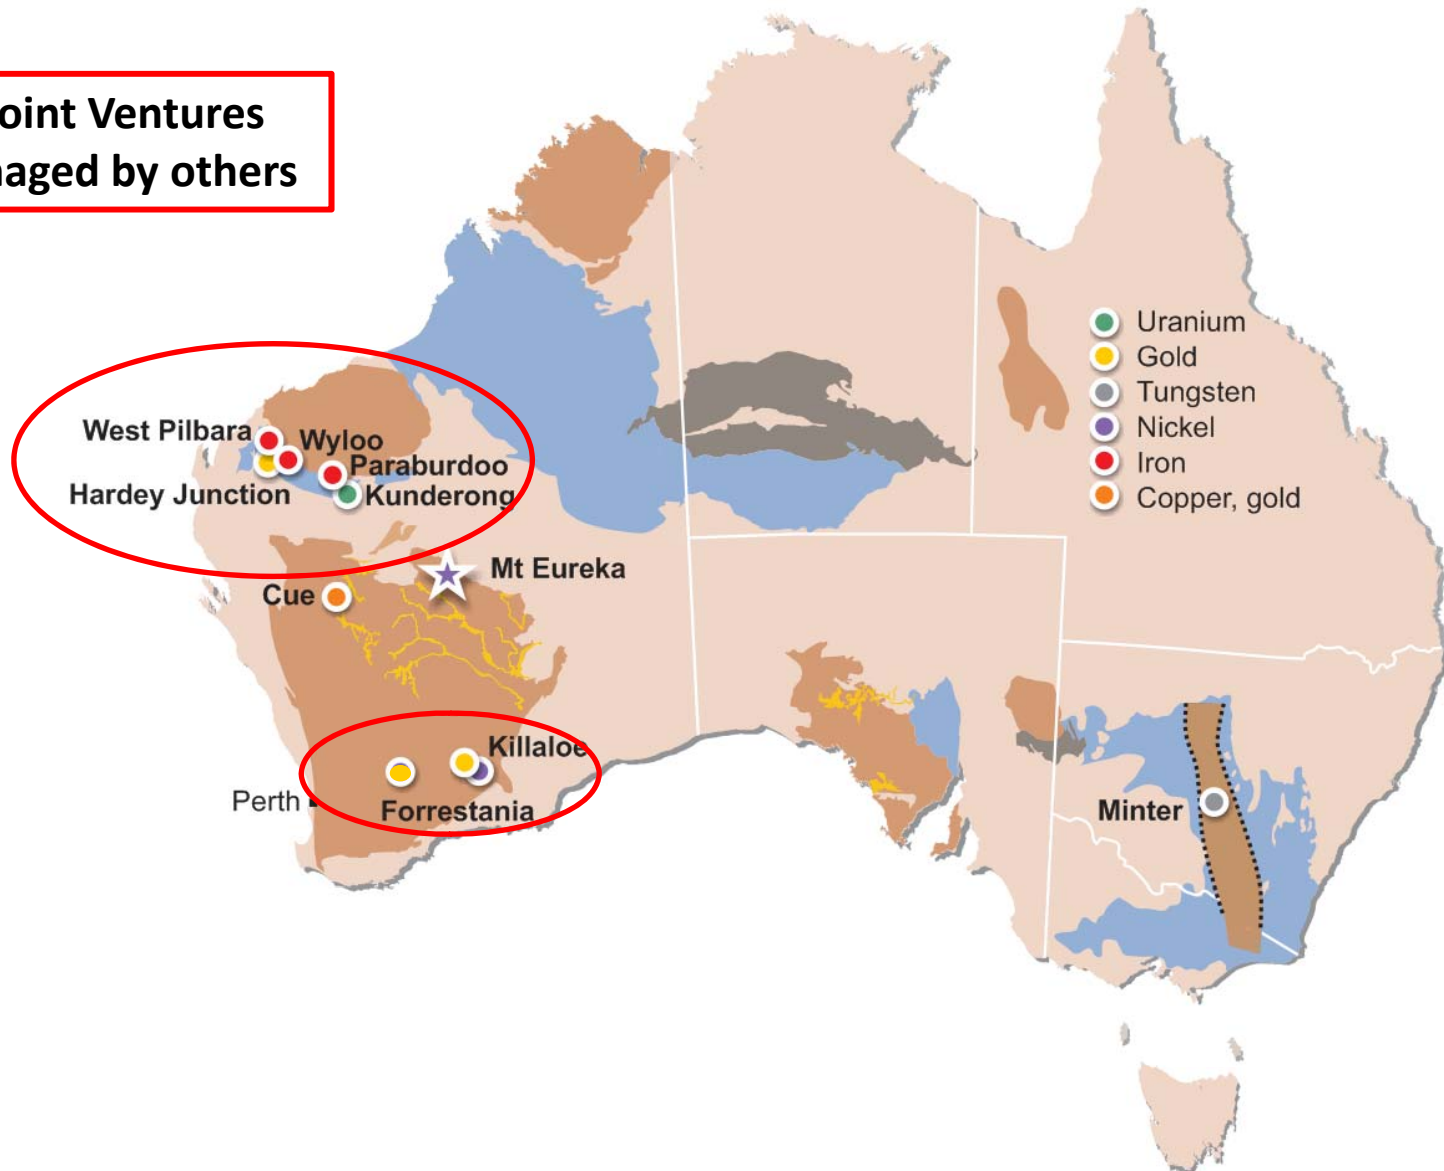 oint Ventures
naged by others
West Pilbara
Wyloo
Paraburdoo
Hardey Junction
Kunderong
Mt Eureka
Cue
Killaloe
Perth
Forrestania
Minter
Uranium
Gold
Tungsten
Nickel
Iron
Copper, gold